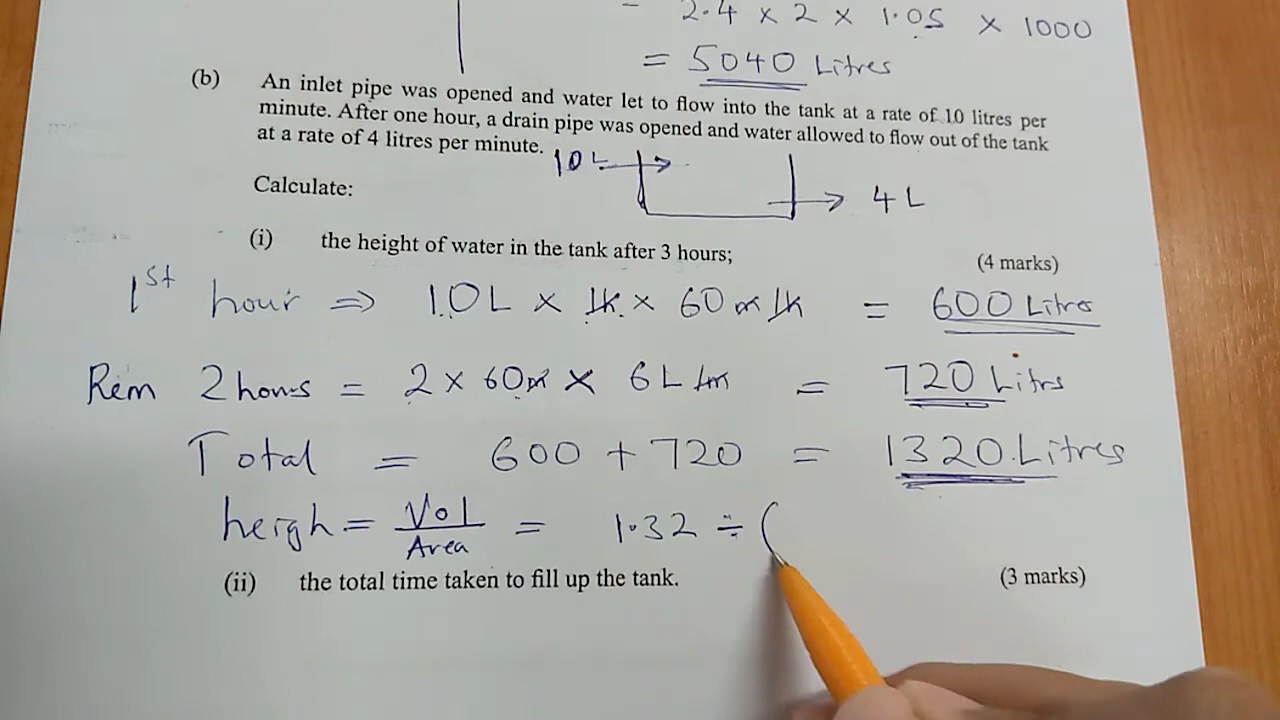 = 2.4 × 2 × 1.05 × 1000
= 5040 Litres
(b) An inlet pipe was opened and water let to flow into the tank at a rate of 10 litres per
minute. After one hour, a drain pipe was opened and water allowed to flow out of the tank
at a rate of 4 litres per minute.
10L
4 L
Calculate:
(i) the height of water in the tank after 3 hours; (4 marks)
1st hour ⇒ 10L × 1h × 60m/h = 600 Litres
Rem 2 hours = 2 × 60m × 6L/m = 720 Litrs
Total = 600 + 720 = 1320 Litres
heigh = Vol/Area = 1.32 ÷ (
(ii) the total time taken to fill up the tank. (3 marks)